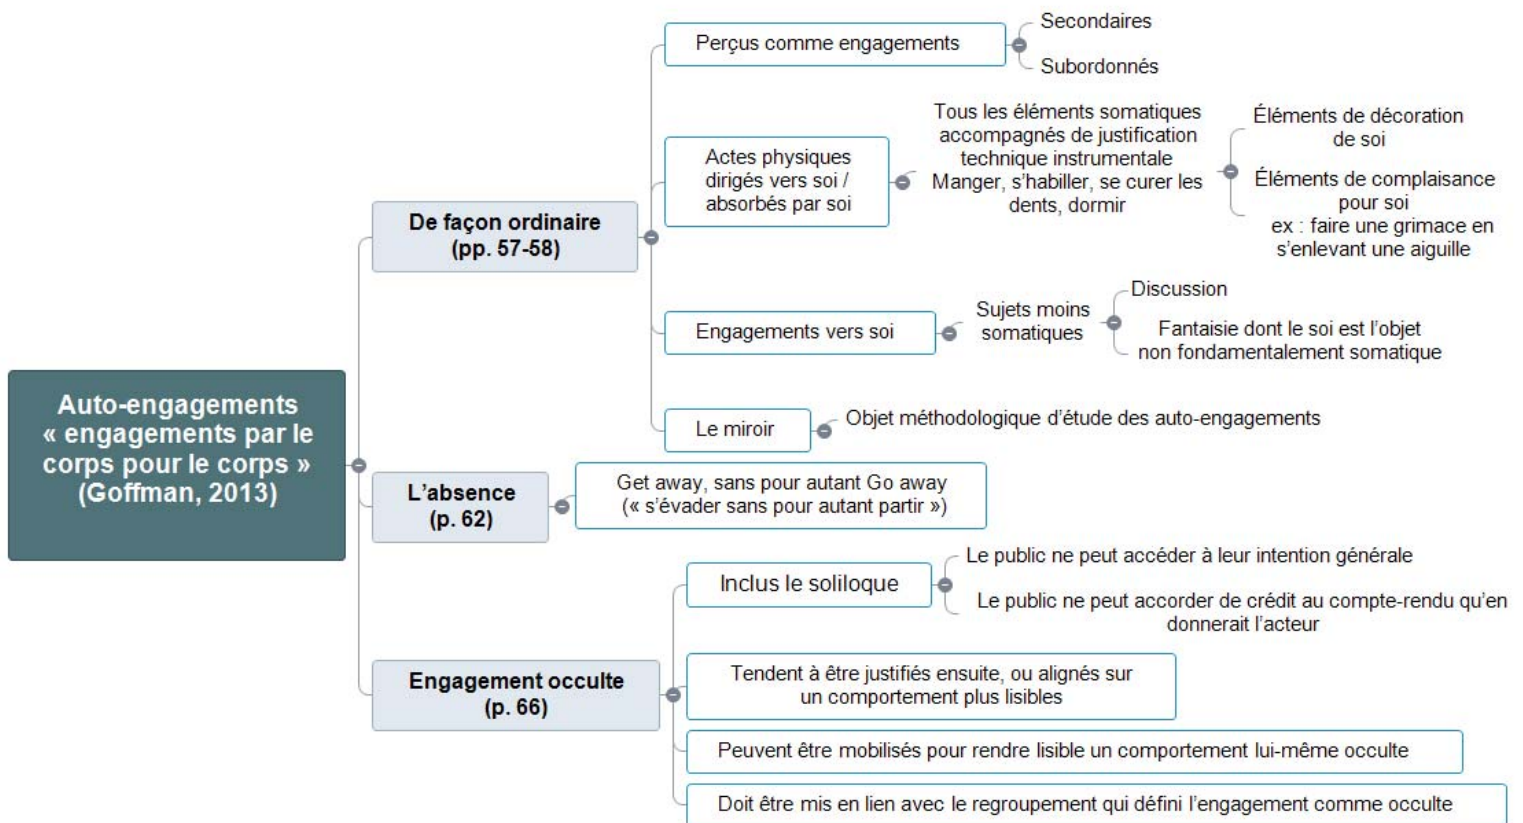 Auto-engagements
« engagements par le
corps pour le corps »
(Goffman, 2013)
De façon ordinaire
(pp. 57-58)
Perçus comme engagements
Secondaires
Subordonnés
Actes physiques
dirigés vers soi /
absorbés par soi
Tous les éléments somatiques
accompagnés de justification
technique instrumentale
Manger, s'habiller, se curer les
dents, dormir
Éléments de décoration
de soi
Éléments de complaisance
pour soi
ex : faire une grimace en
s'enlevant une aiguille
Engagements vers soi
Sujets moins
somatiques
Discussion
Fantaisie dont le soi est l'objet
non fondamentalement somatique
Le miroir
Objet méthodologique d'étude des auto-engagements
L'absence
(p. 62)
Get away, sans pour autant Go away
(« s'évader sans pour autant partir »)
Engagement occulte
(p. 66)
Inclus le soliloque
Le public ne peut accéder à leur intention générale
Le public ne peut accorder de crédit au compte-rendu qu'en
donnerait l'acteur
Tendent à être justifiés ensuite, ou alignés sur
un comportement plus lisibles
Peuvent être mobilisés pour rendre lisible un comportement lui-même occulte
Doit être mis en lien avec le regroupement qui défini l'engagement comme occulte